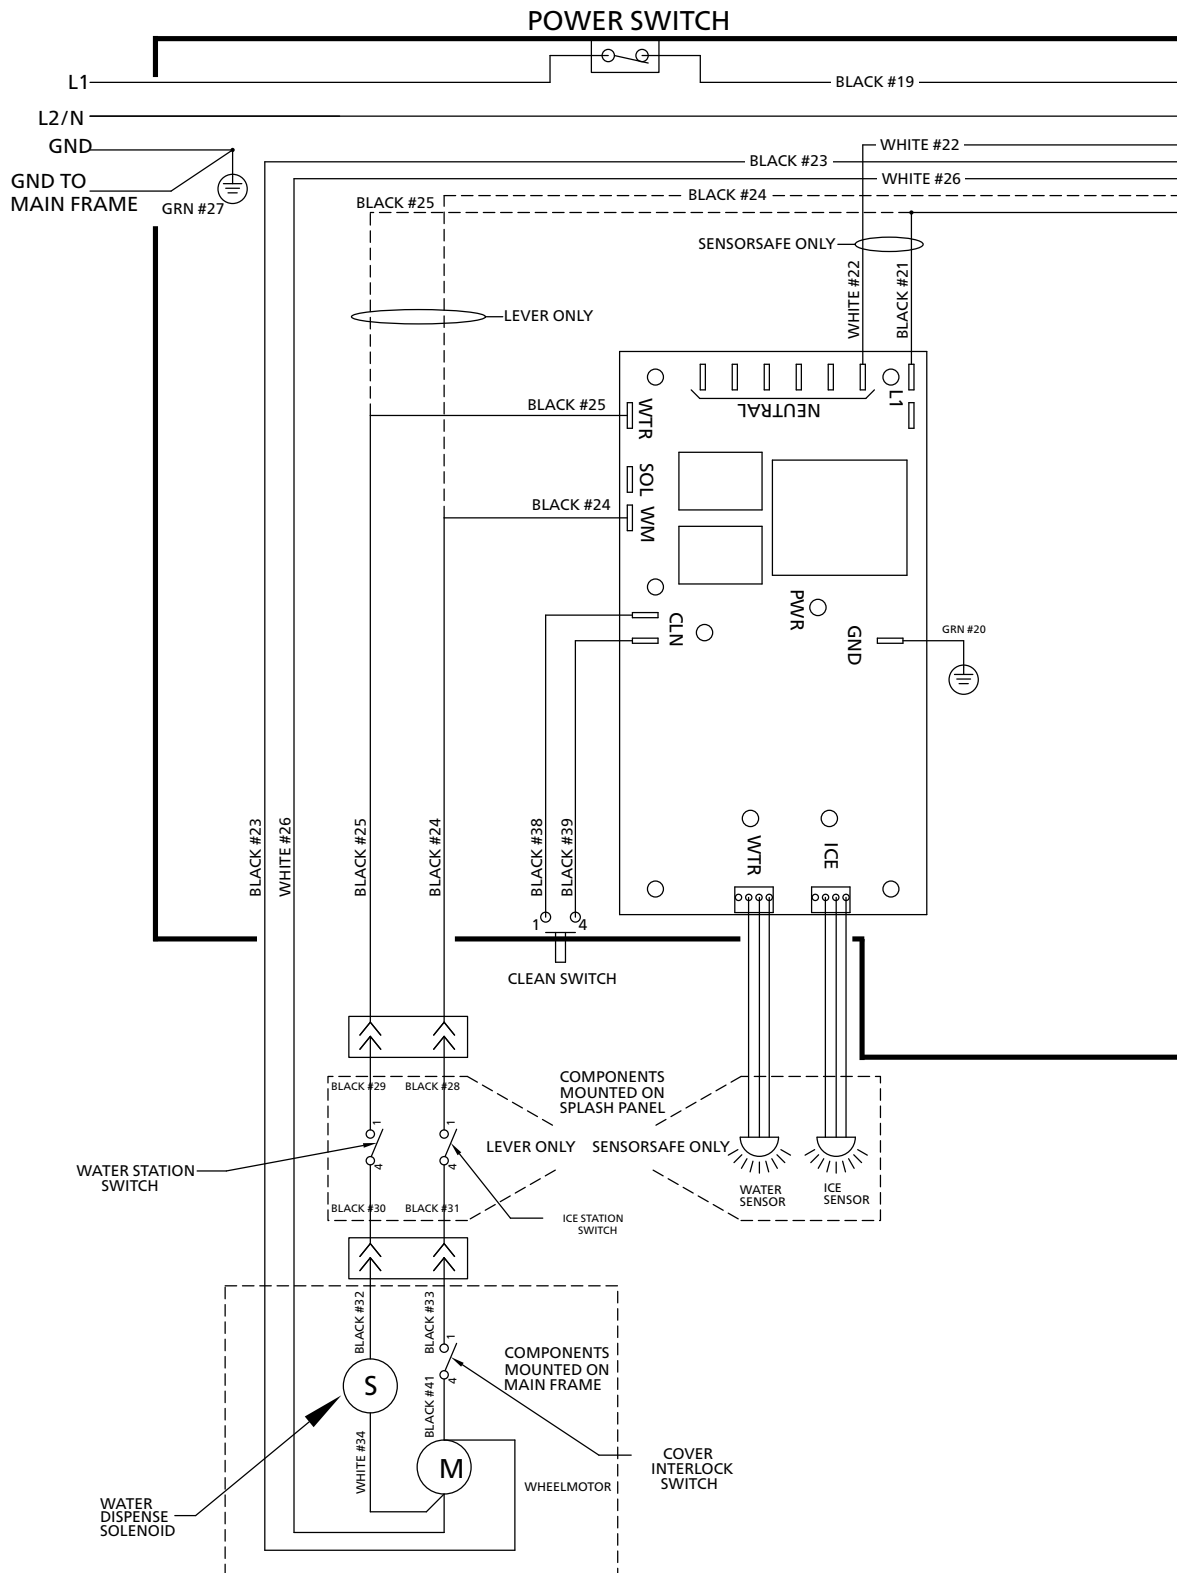 POWER SWITCH
L1
BLACK #19
L2/N
GND
WHITE #22
BLACK #23
GND TO
MAIN FRAME
GRN #27
WHITE #26
BLACK #24
BLACK #25
SENSORSAFE ONLY
WHITE #22
BLACK #21
LEVER ONLY
NEUTRAL
L1
BLACK #25
WTR
SOL
BLACK #24
WM
PWR
CLN
GND
GRN #20
BLACK #23
WHITE #26
BLACK #25
BLACK #24
BLACK #38
BLACK #39
WTR
ICE
1
4
CLEAN SWITCH
BLACK #29
BLACK #28
COMPONENTS
MOUNTED ON
SPLASH PANEL
1
1
LEVER ONLY
SENSORSAFE ONLY
4
4
WATER STATION
SWITCH
WATER
SENSOR
ICE
SENSOR
BLACK #30
BLACK #31
ICE STATION
SWITCH
BLACK #32
BLACK #33
1
COMPONENTS
MOUNTED ON
MAIN FRAME
4
S
BLACK #41
WHITE #34
M
COVER
INTERLOCK
SWITCH
WHEELMOTOR
WATER
DISPENSE
SOLENOID